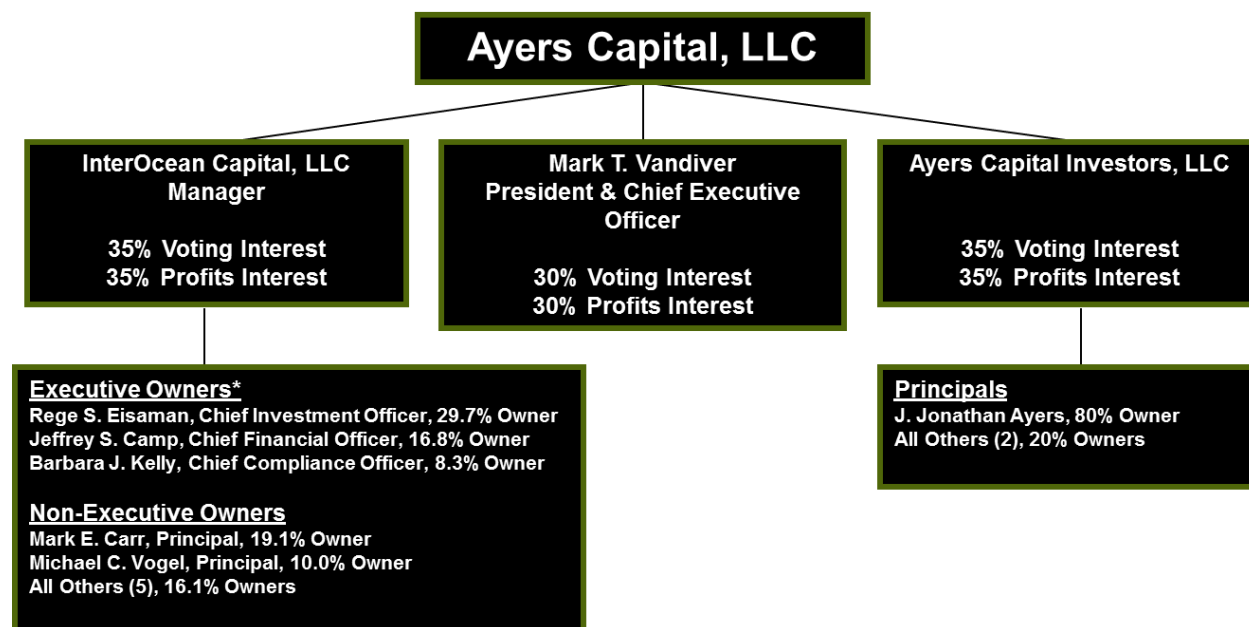 Ayers Capital, LLC
InterOcean Capital, LLC
Manager
35% Voting Interest
35% Profits Interest
Mark T. Vandiver
President & Chief Executive
Officer
30% Voting Interest
30% Profits Interest
Ayers Capital Investors, LLC
35% Voting Interest
35% Profits Interest
Executive Owners*
Rege S. Eisaman, Chief Investment Officer, 29.7% Owner
Jeffrey S. Camp, Chief Financial Officer, 16.8% Owner
Barbara J. Kelly, Chief Compliance Officer, 8.3% Owner
Non-Executive Owners
Mark E. Carr, Principal, 19.1% Owner
Michael C. Vogel, Principal, 10.0% Owner
All Others (5), 16.1% Owners
Principals
J. Jonathan Ayers, 80% Owner
All Others (2), 20% Owners